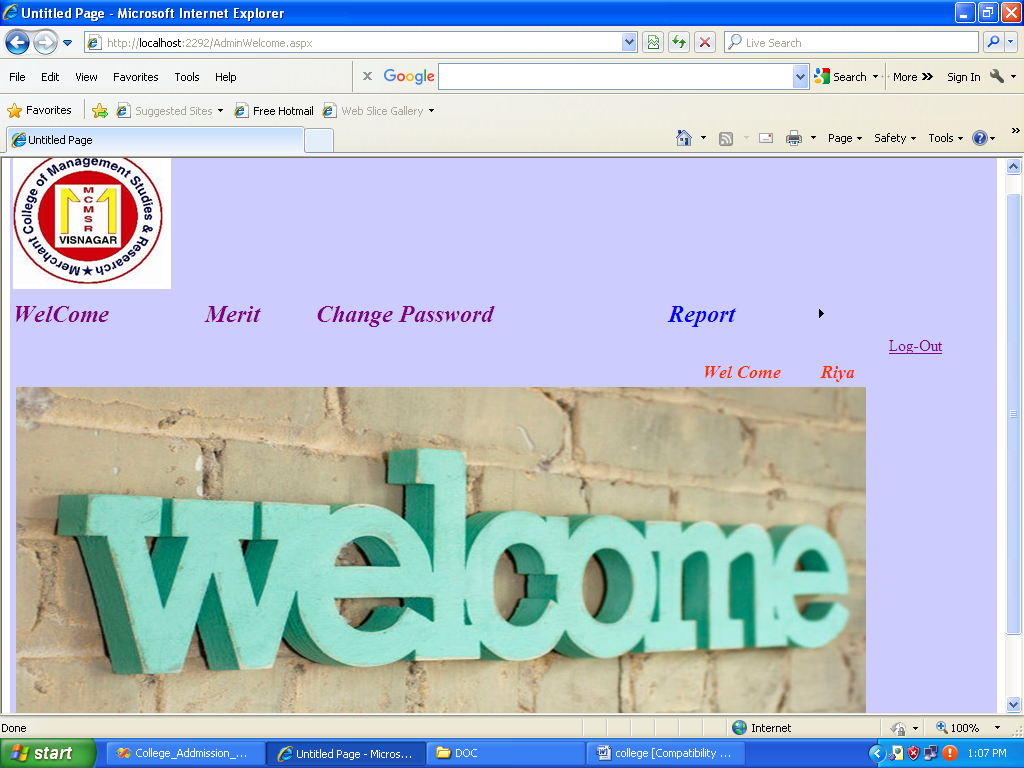 Untitled Page - Microsoft Internet Explorer
http://localhost:2292/AdminWelcome.aspx
Live Search
File Edit View Favorites Tools Help
x Google Search More » Sign In
Favorites Suggested Sites Free Hotmail Web Slice Gallery
Untitled Page
Page Safety Tools »
Merchant College of Management Studies & Research
MCMSR
VISNAGAR
WelCome Merit Change Password Report
Log-Out
Wel Come Riya
welcome
Done Internet 100%
start College_Addmission_... Untitled Page - Micros... DOC college [Compatibility ... 1:07 PM